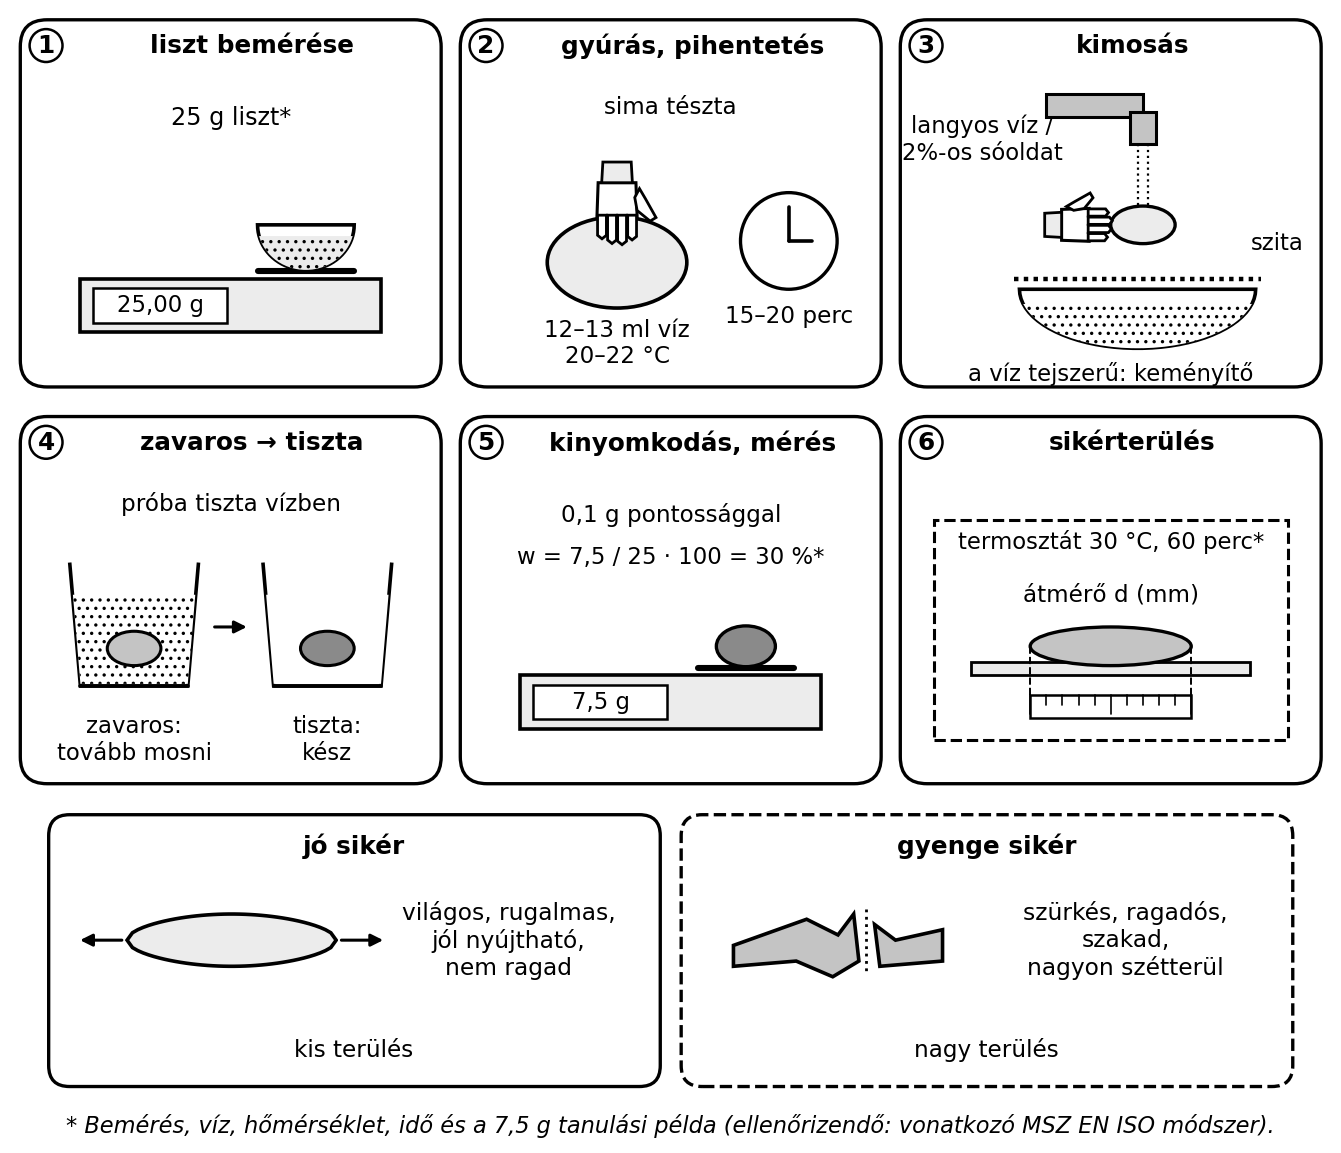 1 liszt bemérése
25 g liszt*
25,00 g
2 gyúrás, pihentetés
sima tészta
12–13 ml víz
20–22 °C
15–20 perc
3 kimosás
langyos víz /
2%-os sóoldat
szita
a víz tejszerű: keményítő
4 zavaros → tiszta
próba tiszta vízben
zavaros:
tovább mosni
tiszta:
kész
5 kinyomkodás, mérés
0,1 g pontossággal
w = 7,5 / 25 · 100 = 30 %*
7,5 g
6 sikérterülés
termosztát 30 °C, 60 perc*
átmérő d (mm)
jó sikér
világos, rugalmas,
jól nyújtható,
nem ragad
kis terülés
gyenge sikér
szürkés, ragadós,
szakad,
nagyon szétterül
nagy terülés
* Bemérés, víz, hőmérséklet, idő és a 7,5 g tanulási példa (ellenőrizendő: vonatkozó MSZ EN ISO módszer).